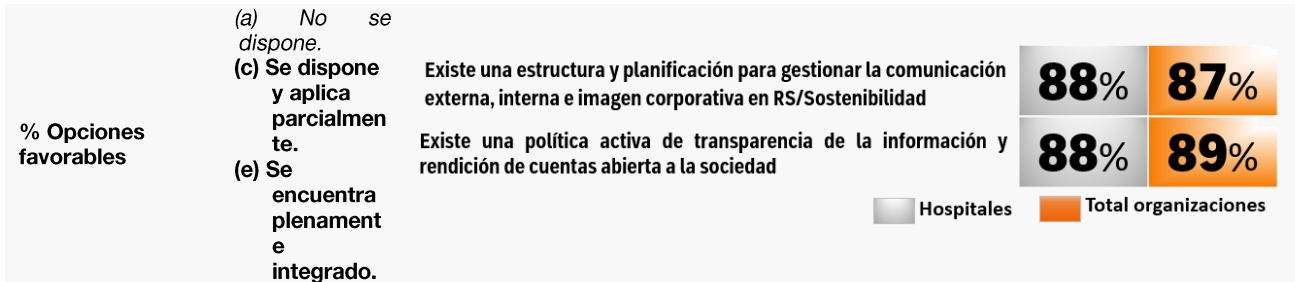 % Opciones
favorables
(a) No se
dispone.
(c) Se dispone
y aplica
parcialmen
te.
(e) Se
encuentra
plenament
e
integrado.
Existe una estructura y planificación para gestionar la comunicación
externa, interna e imagen corporativa en RS/Sostenibilidad
88% 87%
Existe una política activa de transparencia de la información y
rendición de cuentas abierta a la sociedad
88% 89%
Hospitales Total organizaciones